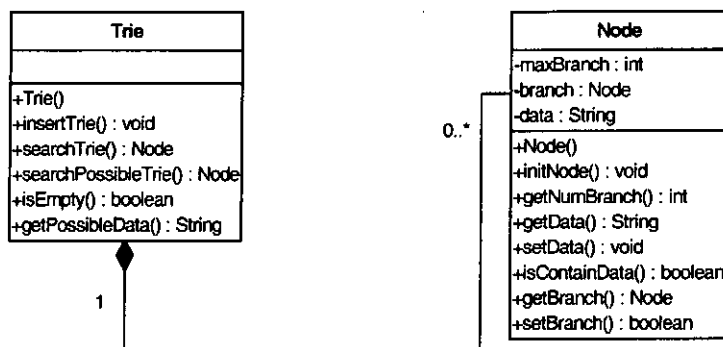 Trie
+Trie()
+insertTrie() : void
+searchTrie() : Node
+searchPossibleTrie() : Node
+isEmpty() : boolean
+getPossibleData() : String
1
Node
-maxBranch : int
-branch : Node
-data : String
0..*
+Node()
+initNode() : void
+getNumBranch() : int
+getData() : String
+setData() : void
+isContainData() : boolean
+getBranch() : Node
+setBranch() : boolean